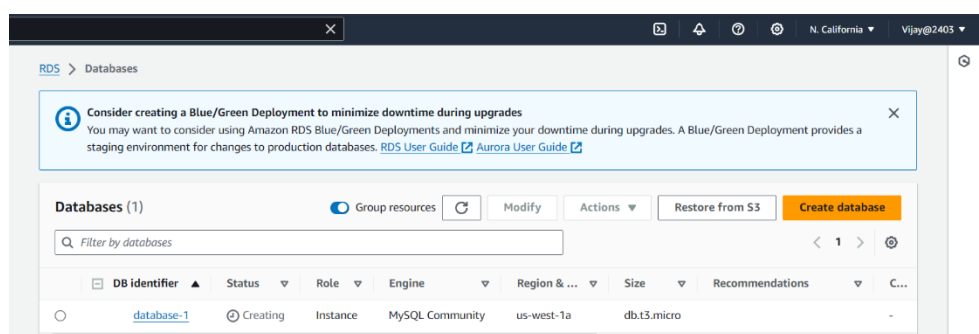 N. California ▼ Vijay@2403 ▼
RDS > Databases
Consider creating a Blue/Green Deployment to minimize downtime during upgrades
You may want to consider using Amazon RDS Blue/Green Deployments and minimize your downtime during upgrades. A Blue/Green Deployment provides a
staging environment for changes to production databases. RDS User Guide Aurora User Guide
Databases (1) Group resources Modify Actions ▼ Restore from S3 Create database
Filter by databases < 1 >
DB identifier ▲ Status Role Engine Region & ... Size Recommendations C...
database-1 Creating Instance MySQL Community us-west-1a db.t3.micro -